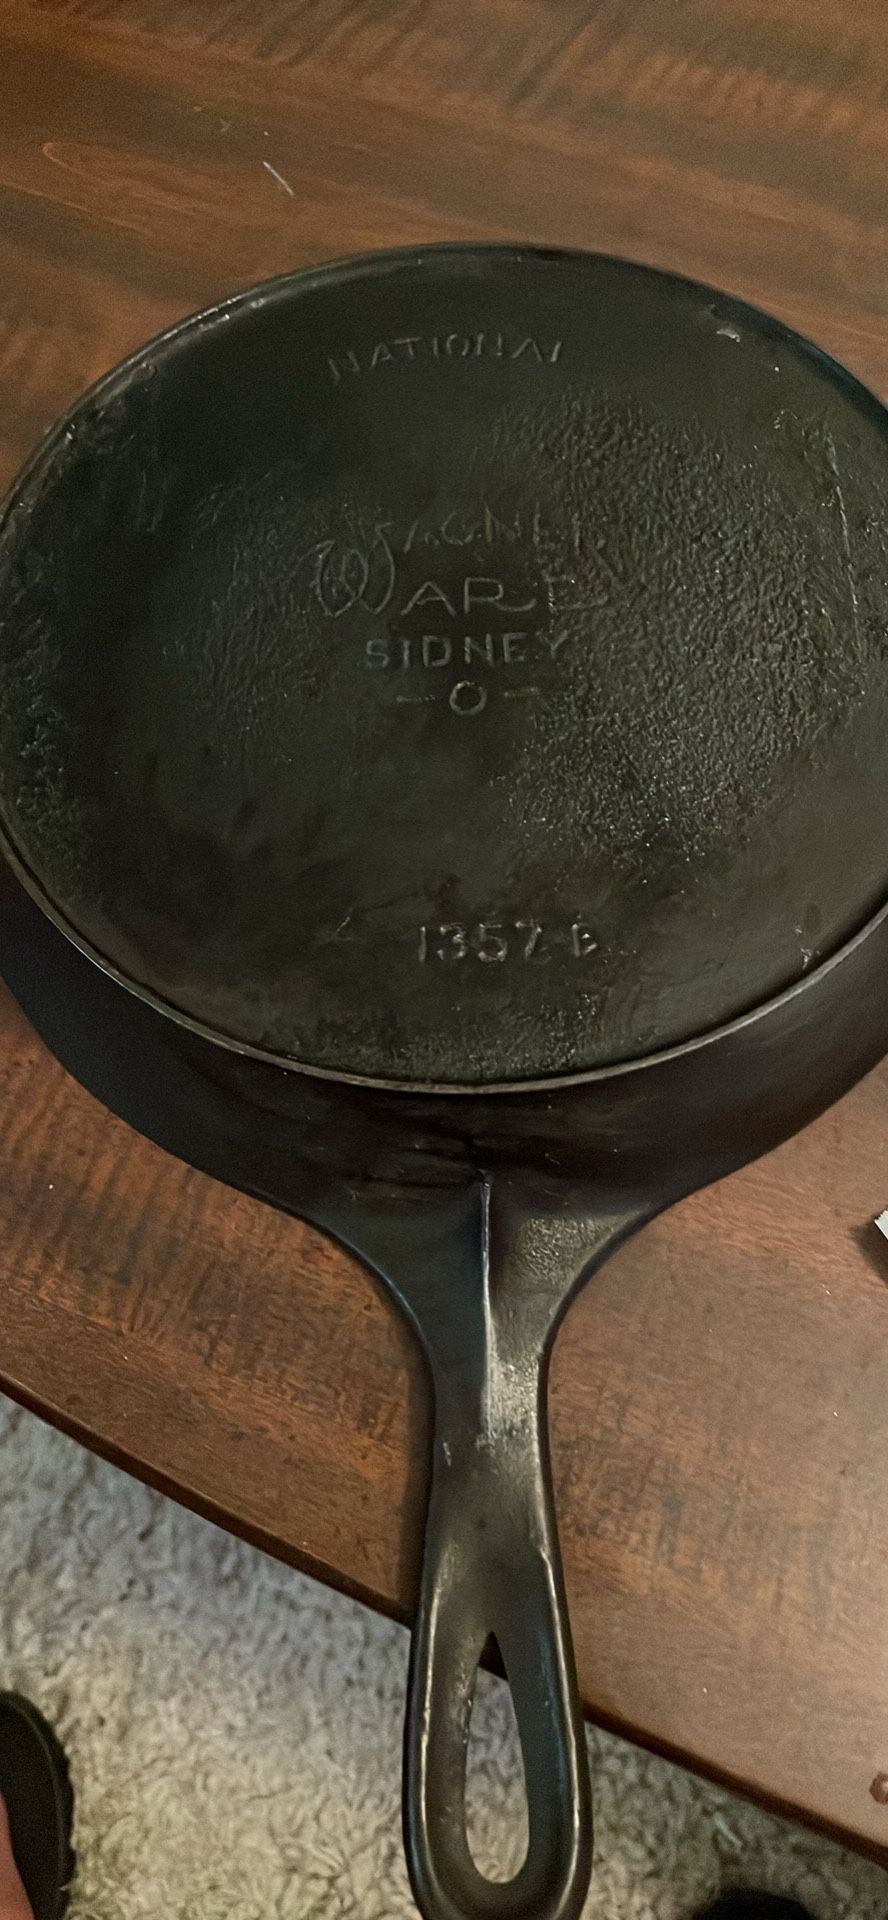 NATIONAL
WAGNER
WARE
SIDNEY
-O-
1357 B